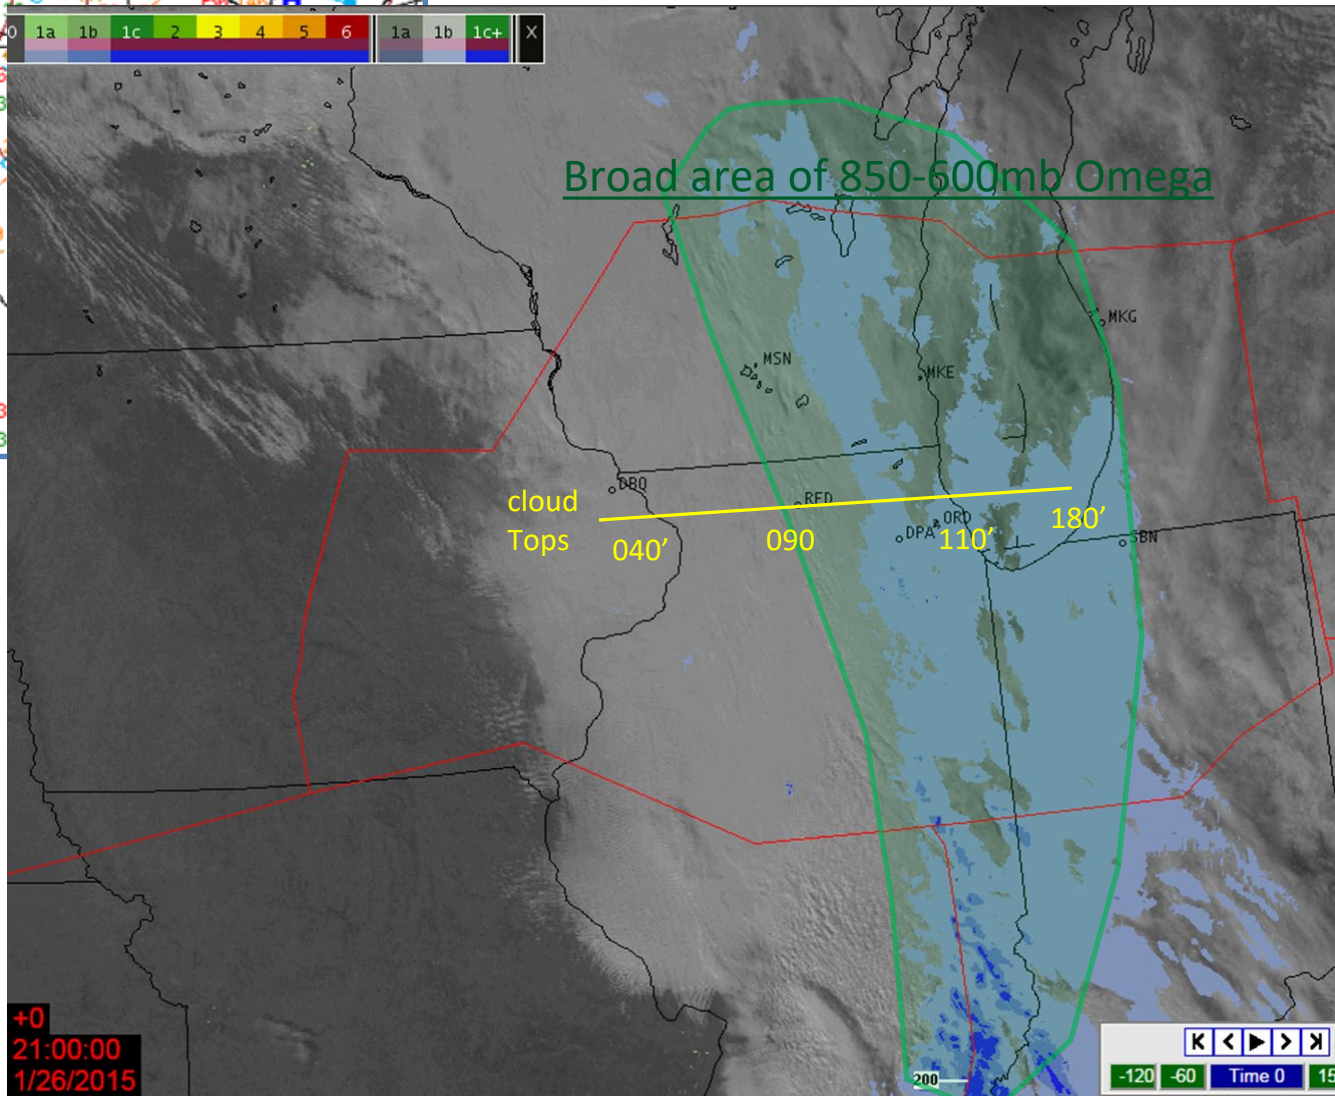 0 1a 1b 1c 2 3 4 5 6 1a 1b 1c+ X
Broad area of 850-600mb Omega
MKG
MSN
MKE
DBQ
RFD
cloud
Tops
040’
090
DPA
ORD
110’
180’
SBN
200
+0
21:00:00
1/26/2015
-120 -60 Time 0 15